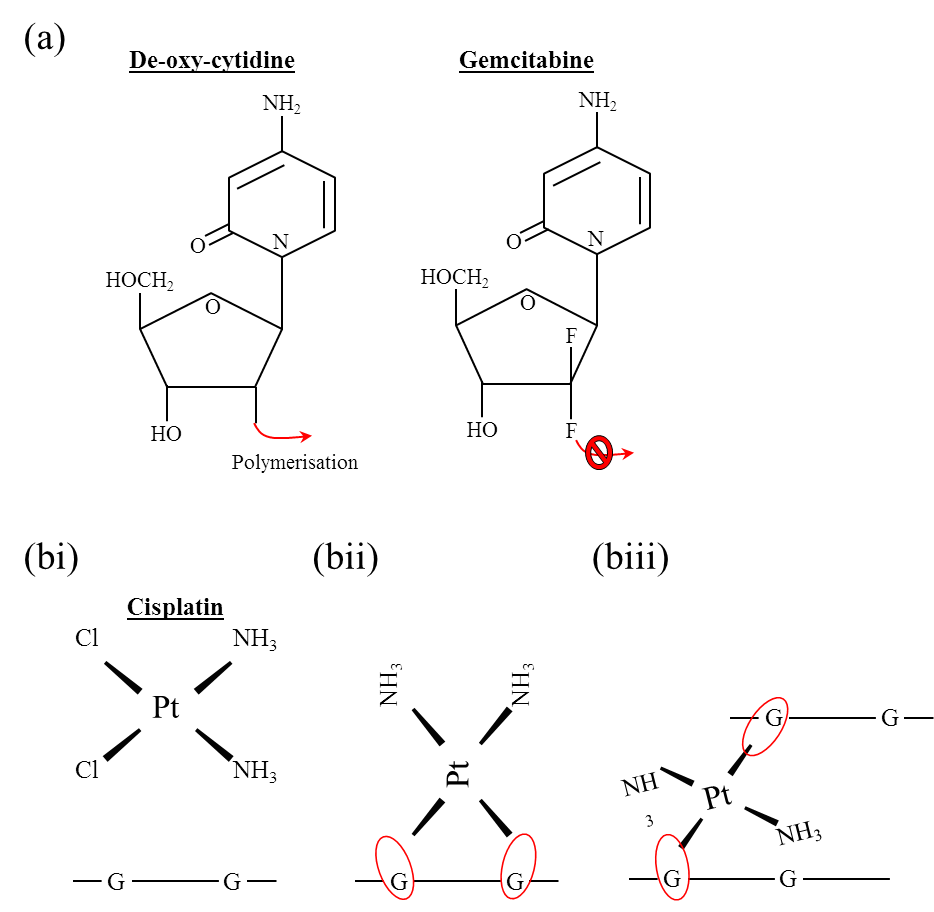 (a)
De-oxy-cytidine
Gemcitabine
NH2
NH2
N
O
N
O
HOCH2
O
HOCH2
O
F
HO
HO
F
Polymerisation
(bi)
(bii)
(biii)
Cisplatin
Cl
NH3
Pt
Cl
NH3
G
G
NH3
NH3
Pt
G
G
G
G
NH
3
Pt
NH3
G
G